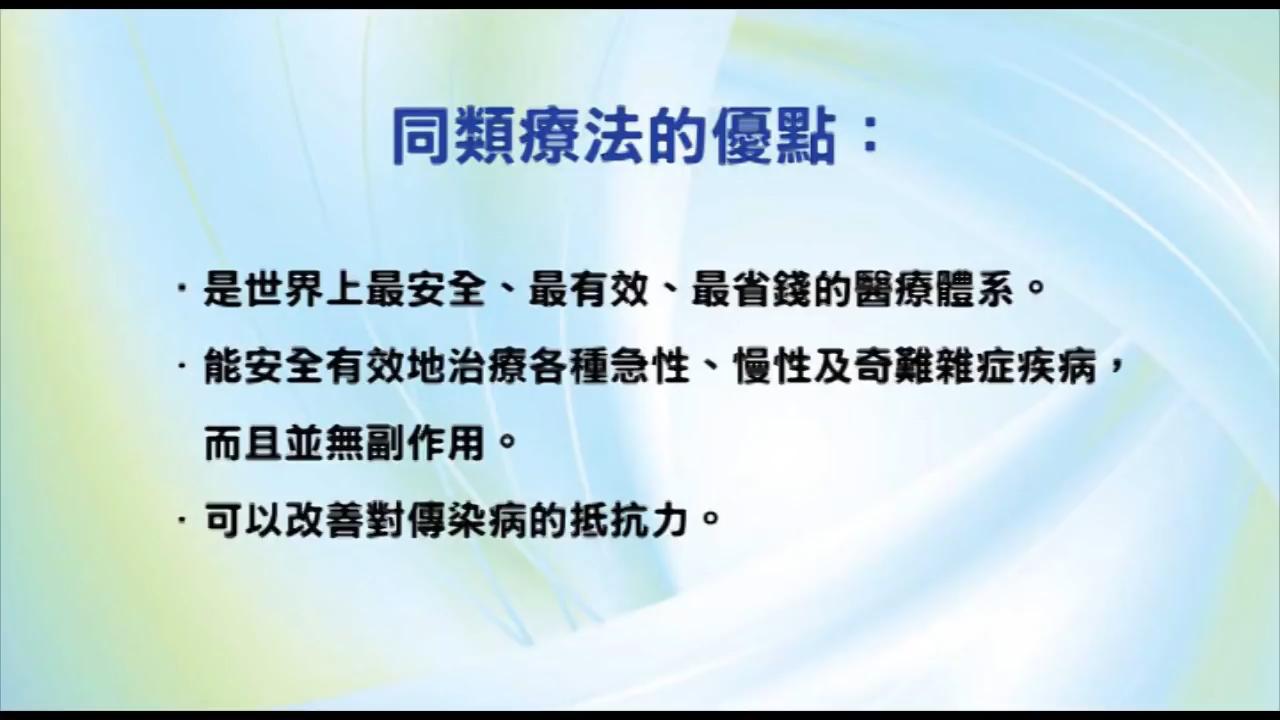 同類療法的優點：
·是世界上最安全、最有效、最省錢的醫療體系。
·能安全有效地治療各種急性、慢性及奇難雜症疾病，
而且並無副作用。
·可以改善對傳染病的抵抗力。